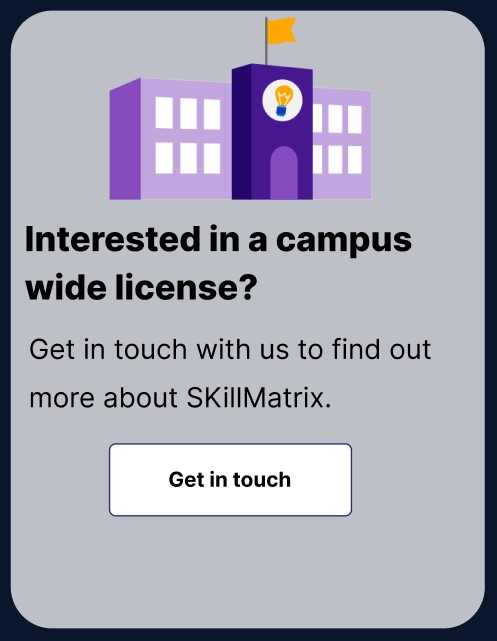 Interested in a campus
wide license?
Get in touch with us to find out
more about SKillMatrix.
Get in touch